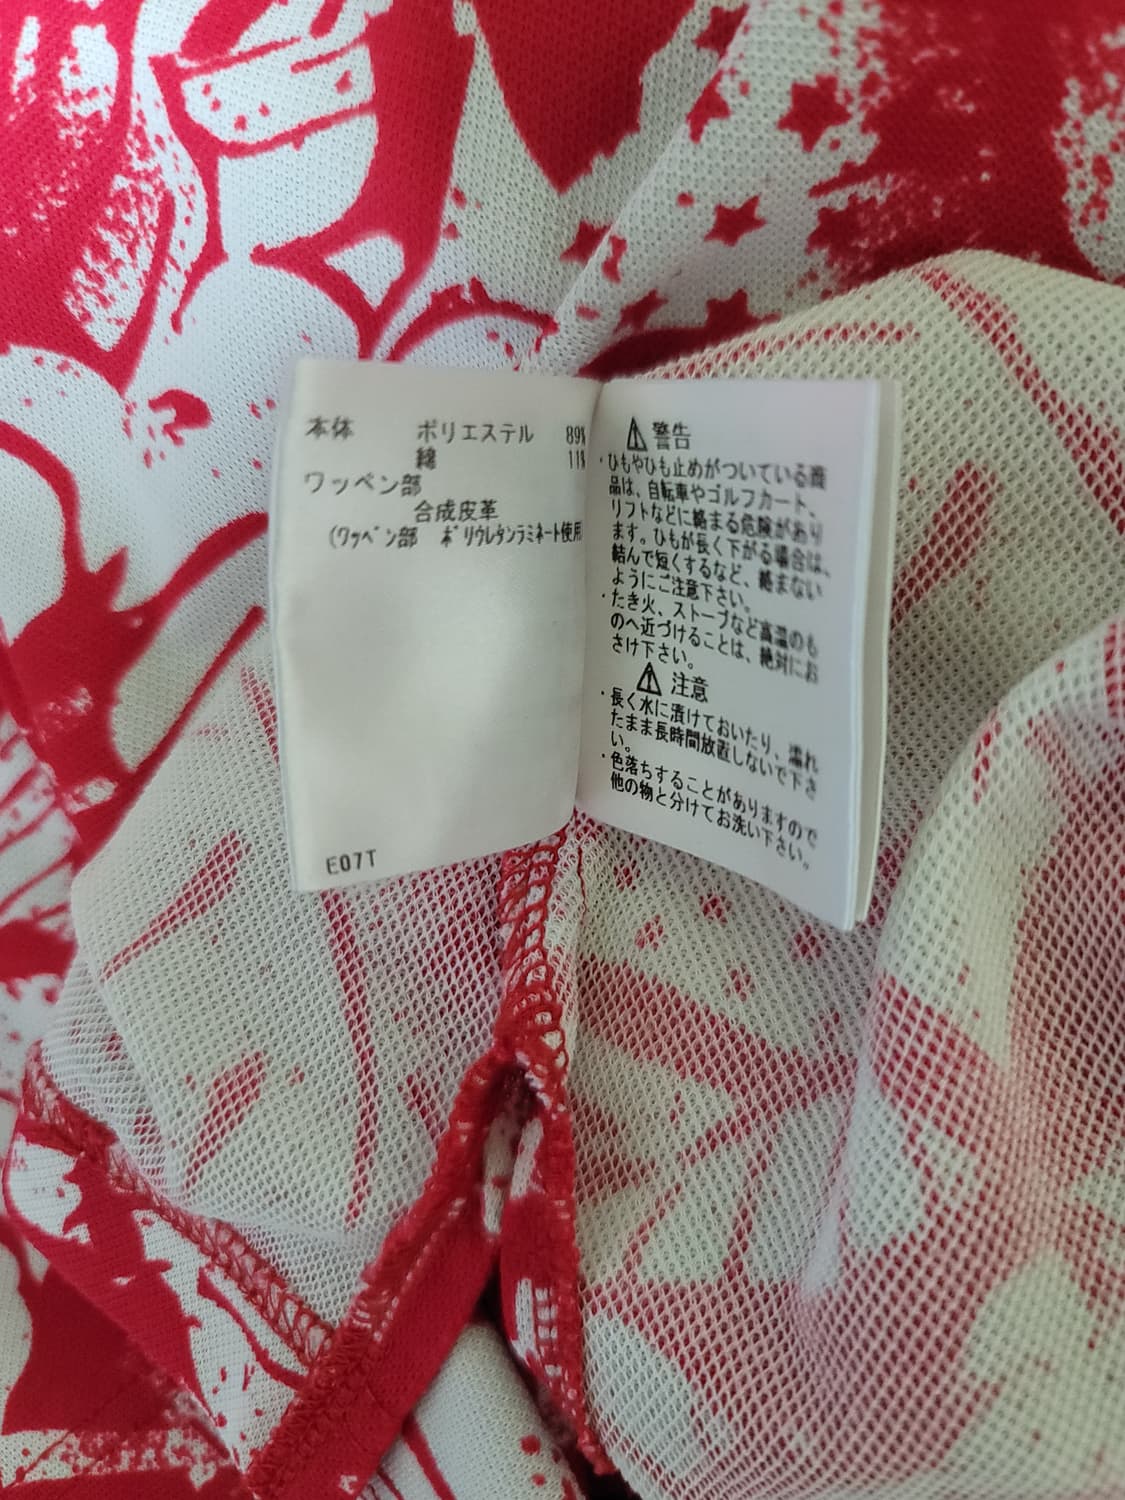 本体 ポリエステル 89%
綿 11%
ワッペン部
合成皮革
(ワッペン部 ポリウレタンラミネート使用
E07T
⚠ 警告
・ひもやひも止めがついている商
品は、自転車やゴルフカート、
リフトなどに絡まる危険があり
ます。ひもが長く下がる場合は、
結んで短くするなど、絡まない
ようにご注意下さい。
・たき火、ストーブなど高温のも
のへ近づけることは、絶対にお
さけ下さい。
⚠ 注意
・長く水に漬けておいたり、濡れ
たまま長時間放置しないで下さ
い。
・色落ちすることがありますので
他の物と分けてお洗い下さい。